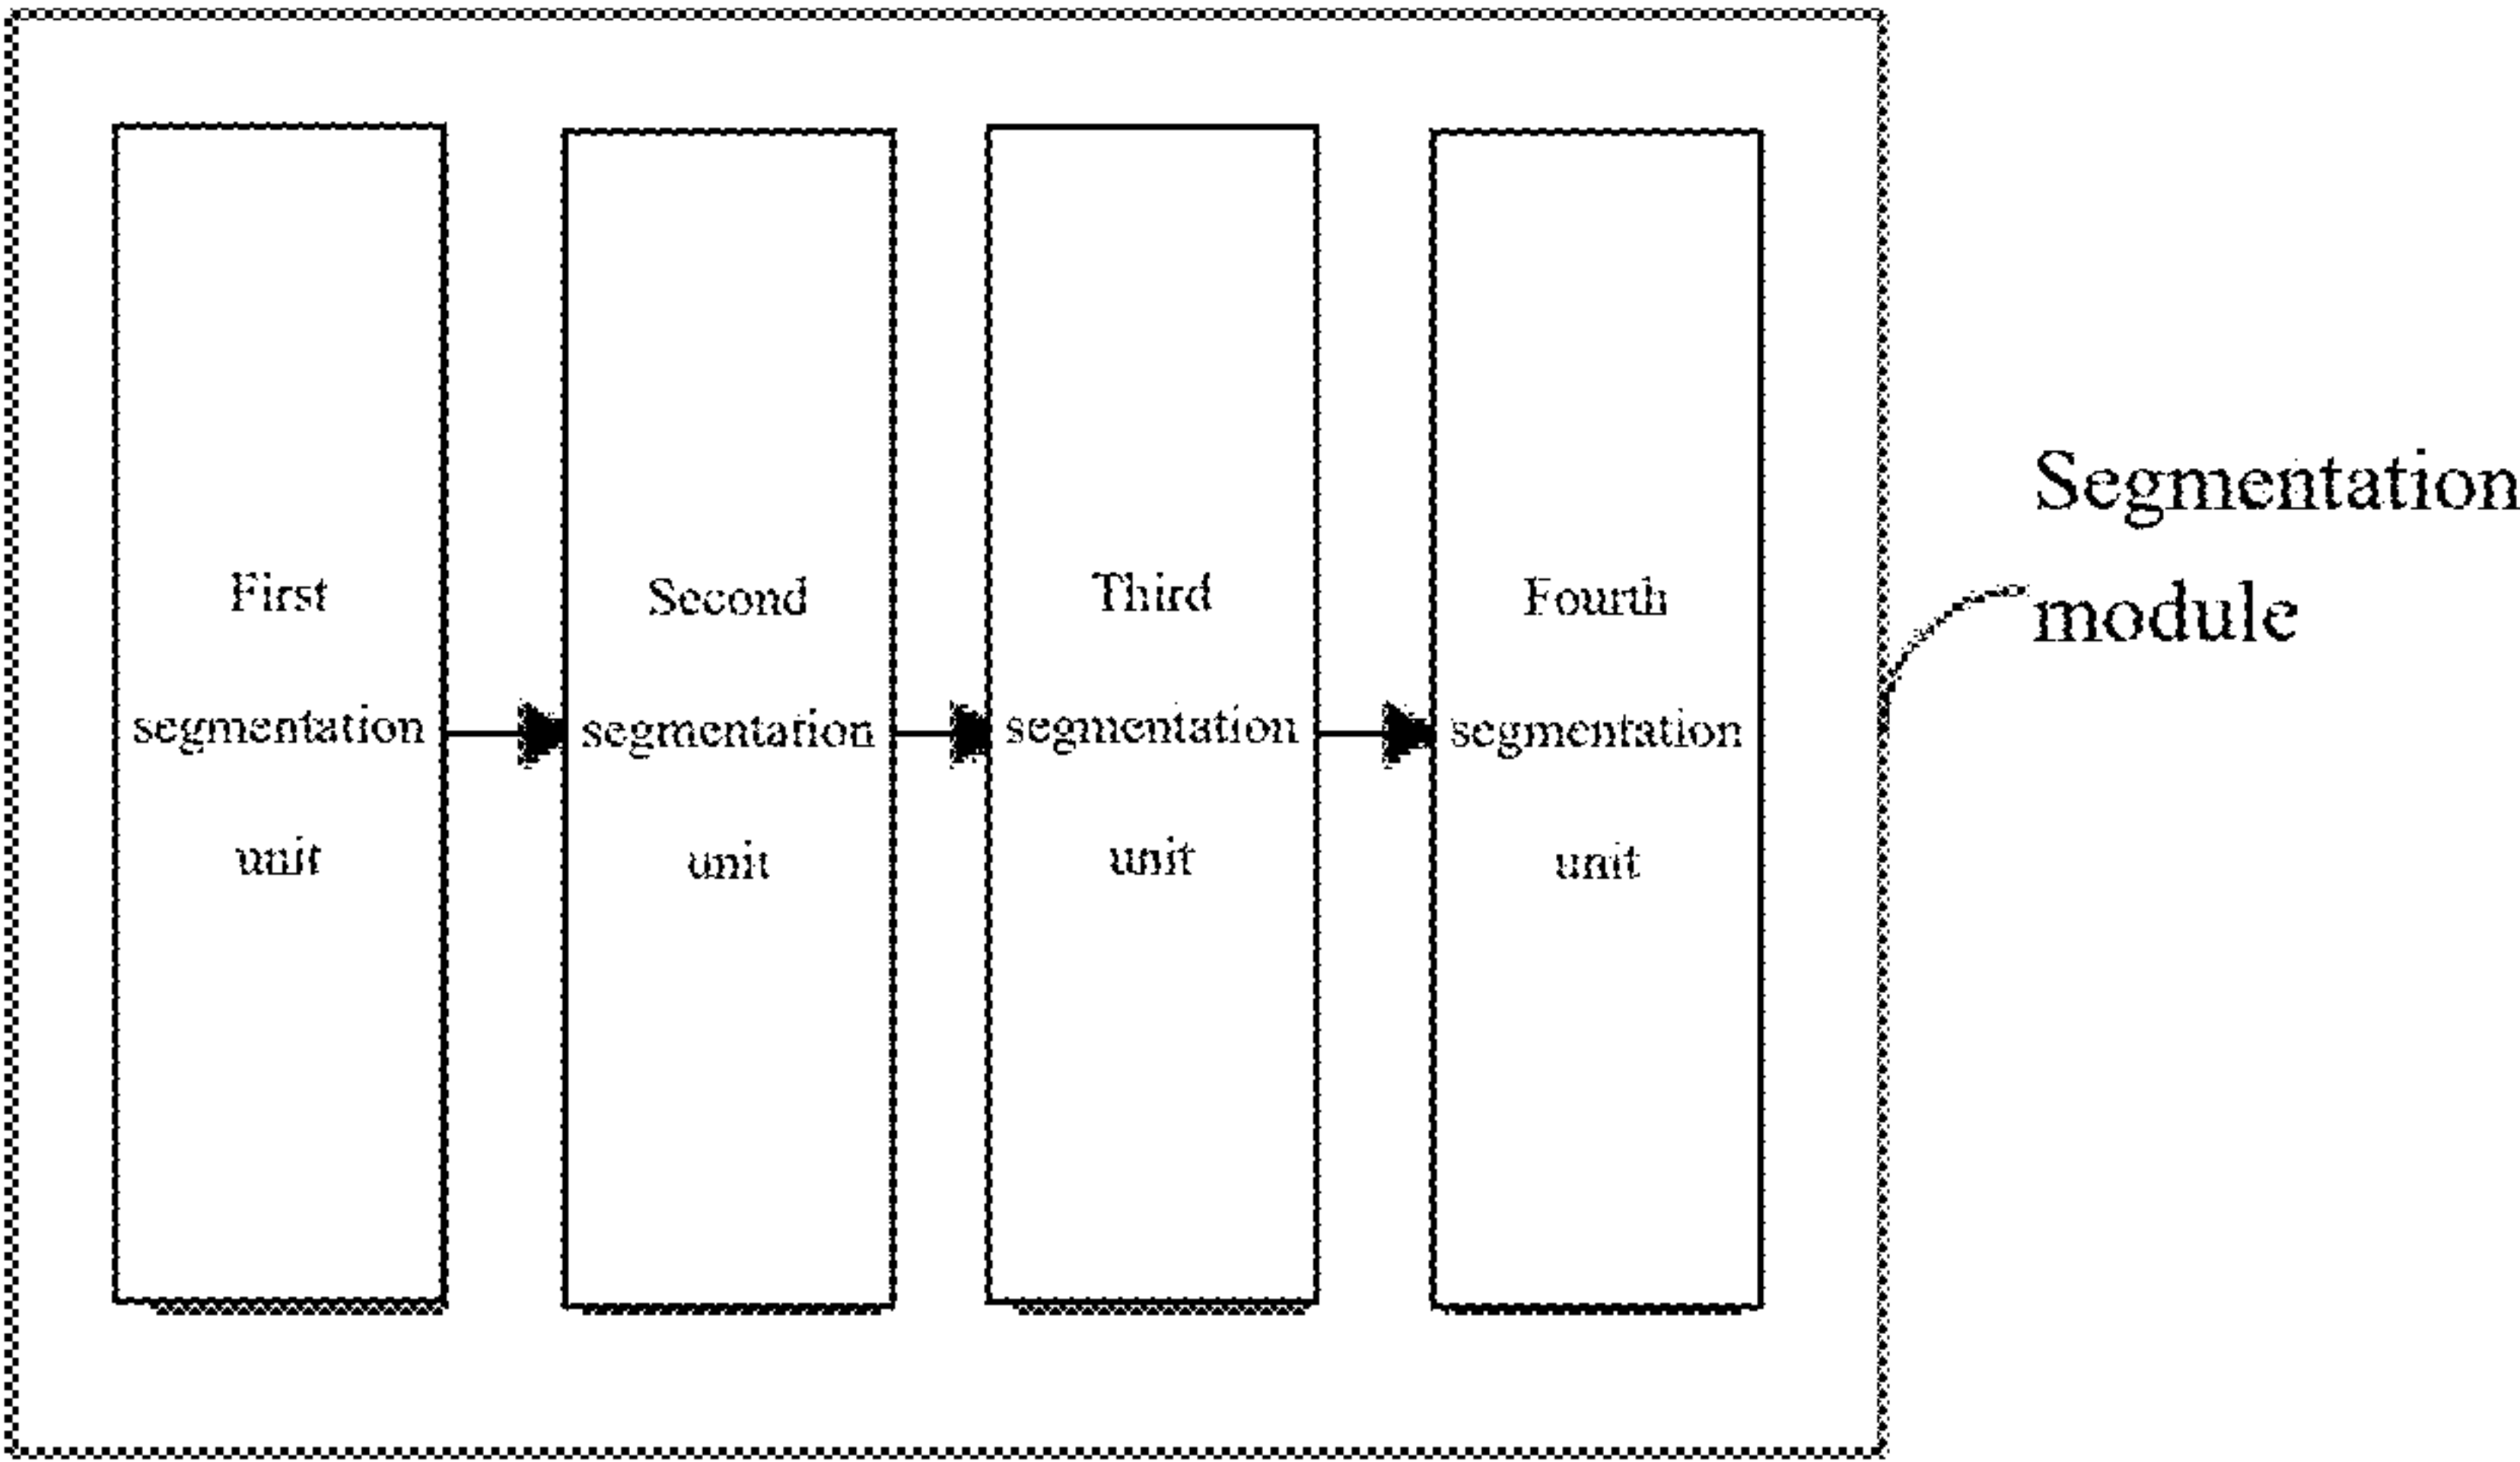 First
segmentation
unit
Second
segmentation
unit
Third
segmentation
unit
Fourth
segmentation
unit
Segmentation
module